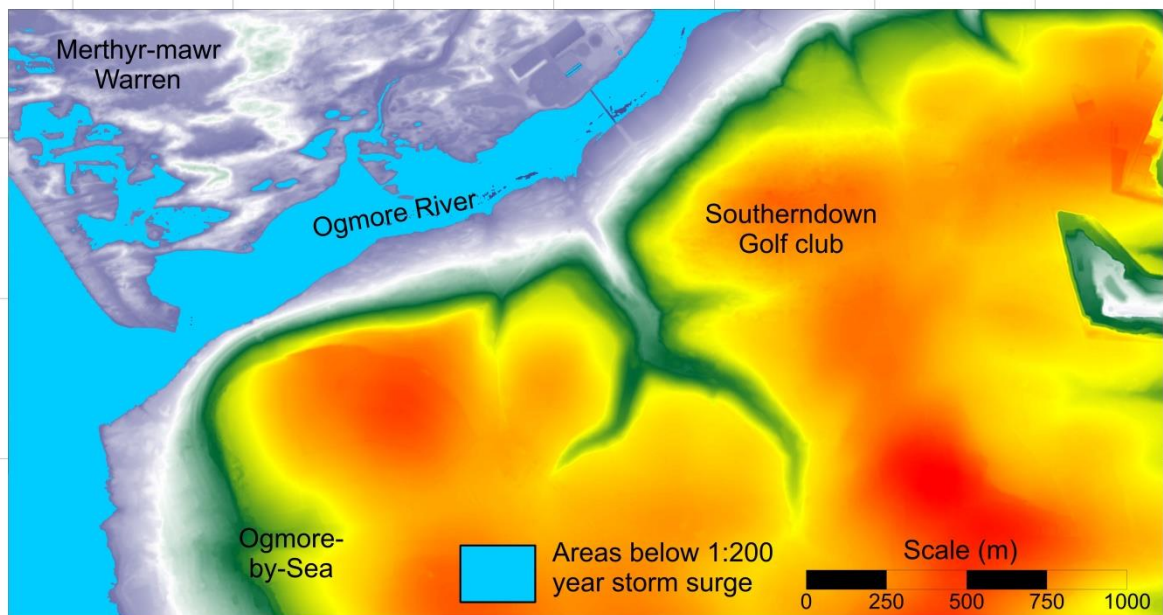 Merthyr-mawr
Warren
Ogmore River
Southerndown
Golf club
Ogmore-
by-Sea
Areas below 1:200
year storm surge
Scale (m)
0 250 500 750 1000